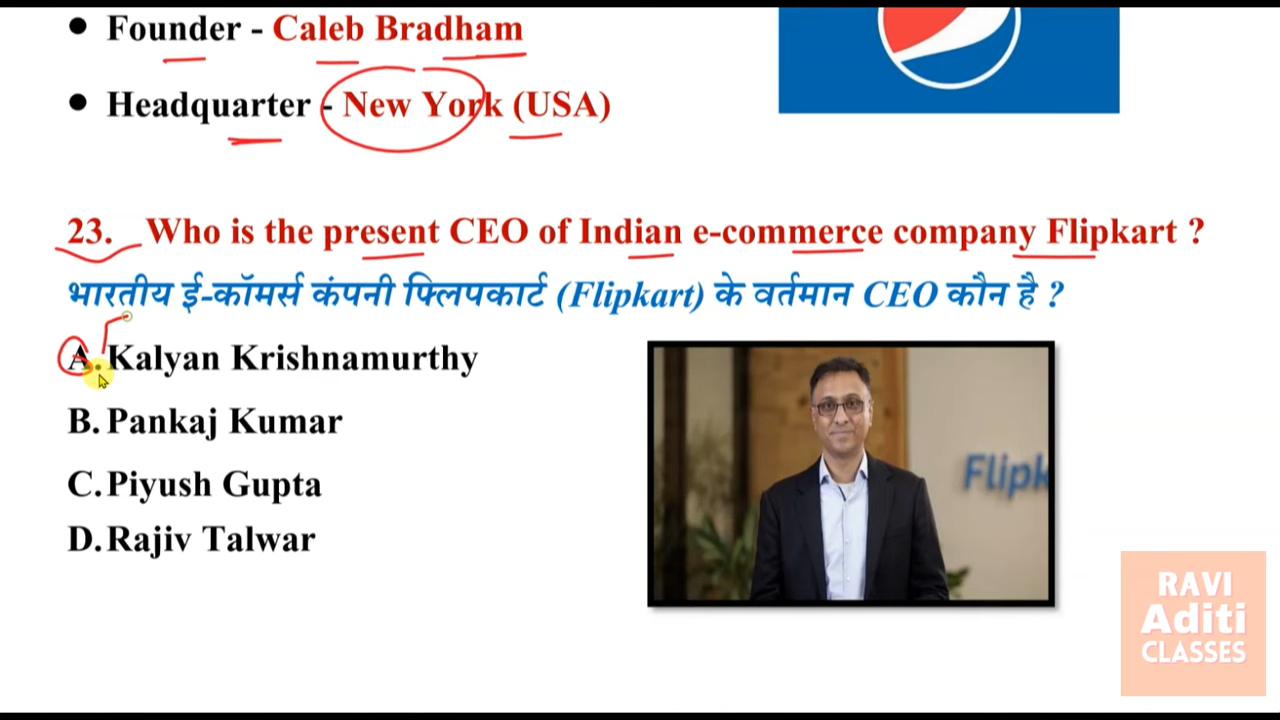 • Founder - Caleb Bradham
• Headquarter - New York (USA)
23. Who is the present CEO of Indian e-commerce company Flipkart ?
भारतीय ई-कॉमर्स कंपनी फ्लिपकार्ट (Flipkart) के वर्तमान CEO कौन है ?
A. Kalyan Krishnamurthy
B. Pankaj Kumar
C. Piyush Gupta
D. Rajiv Talwar
Flipk
RAVI
Aditi
CLASSES